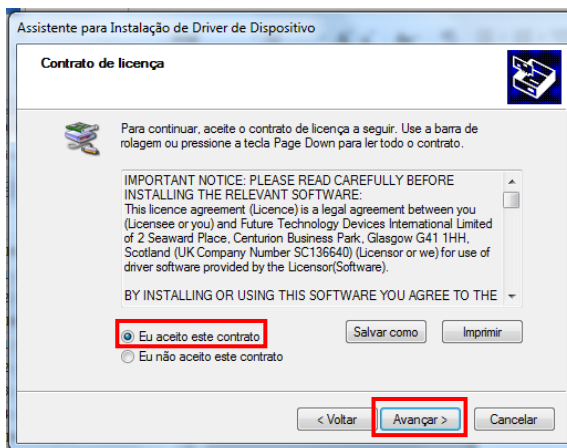 Assistente para Instalação de Driver de Dispositivo
Contrato de licença
Para continuar, aceite o contrato de licença a seguir. Use a barra de
rolagem ou pressione a tecla Page Down para ler todo o contrato.
IMPORTANT NOTICE: PLEASE READ CAREFULLY BEFORE
INSTALLING THE RELEVANT SOFTWARE:
This licence agreement (Licence) is a legal agreement between you
(Licensee or you) and Future Technology Devices International Limited
of 2 Seaward Place, Centurion Business Park, Glasgow G41 1HH,
Scotland (UK Company Number SC136640) (Licensor or we) for use of
driver software provided by the Licensor(Software).
BY INSTALLING OR USING THIS SOFTWARE YOU AGREE TO THE
Eu aceito este contrato
Salvar como
Imprimir
Eu não aceito este contrato
< Voltar
Avançar >
Cancelar